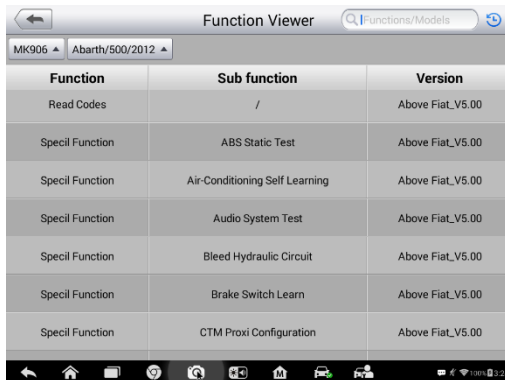 Function Viewer
Functions/Models
MK906 ▲ Abarth/500/2012 ▲
Function Sub function Version
Read Codes / Above Fiat_V5.00
Specil Function ABS Static Test Above Fiat_V5.00
Specil Function Air-Conditioning Self Learning Above Fiat_V5.00
Specil Function Audio System Test Above Fiat_V5.00
Specil Function Bleed Hydraulic Circuit Above Fiat_V5.00
Specil Function Brake Switch Learn Above Fiat_V5.00
Specil Function CTM Proxi Configuration Above Fiat_V5.00
M 100%